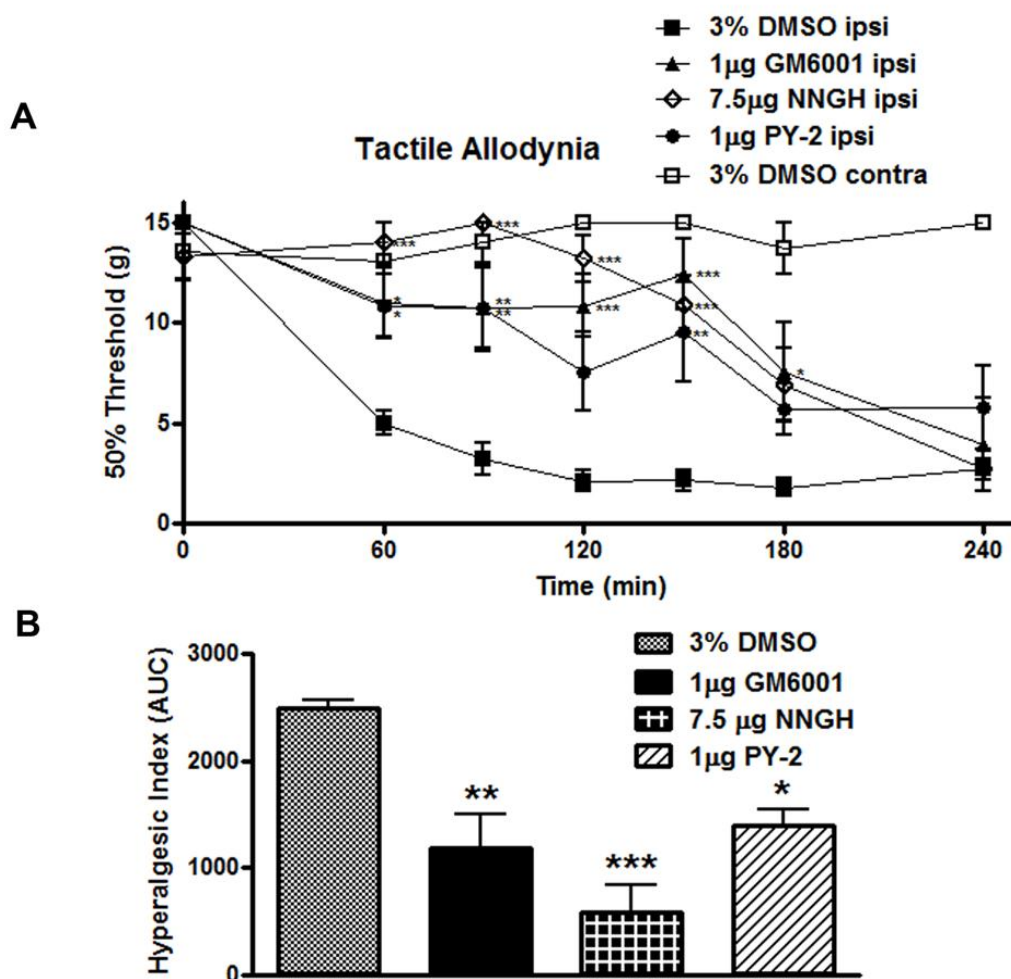 A
3% DMSO ipsi
1μg GM6001 ipsi
7.5μg NNGH ipsi
1μg PY-2 ipsi
3% DMSO contra
Tactile Allodynia
50% Threshold (g)
15
10
5
0
***
***
*
*
**
**
***
***
***
***
**
*
0
60
120
180
240
Time (min)
B
3% DMSO
1μg GM6001
7.5 μg NNGH
1μg PY-2
Hyperalgesic Index (AUC)
3000
2000
1000
0
**
***
*